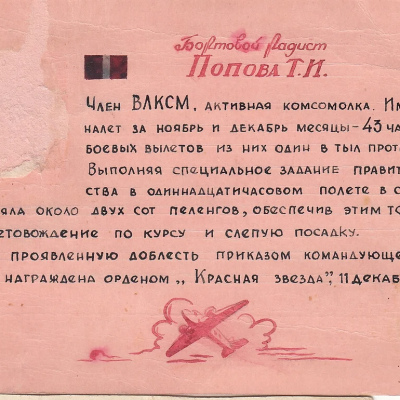 Бортовой радист
Попова Т.И.
Член ВЛКСМ, активная комсомолка. Им
налет за ноябрь и декабрь месяцы - 43 ча
боевых вылетов из них один в тыл прот
Выполняя специальное задание правит
ства в одиннадцатичасовом полете в с
яла около двух сот пеленгов, обеспечив этим то
етовождение по курсу и слепую посадку.
проявленную доблесть приказом командующе
награждена орденом „Красная звезда", 11 декаб